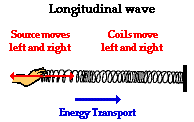 Longitudinal wave
Source moves
left and right
Coils move
left and right
Energy Transport